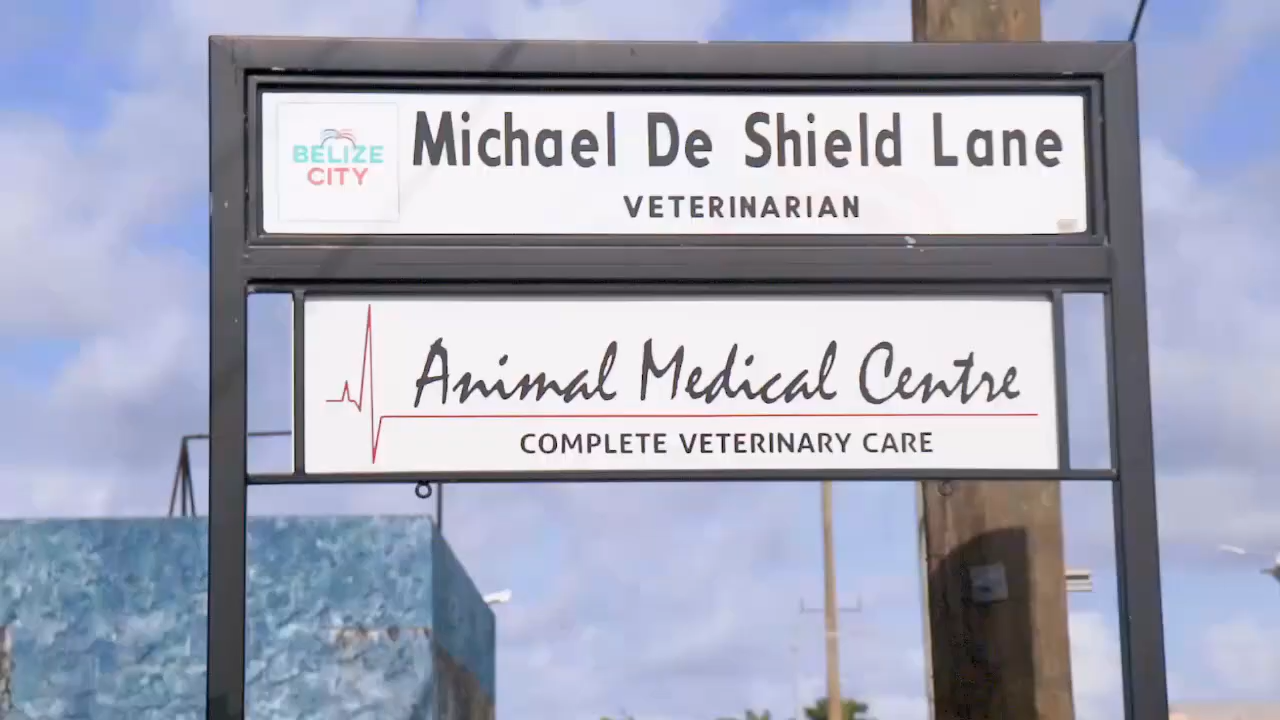 BELIZE
CITY
Michael De Shield Lane
VETERINARIAN
Animal Medical Centre
COMPLETE VETERINARY CARE